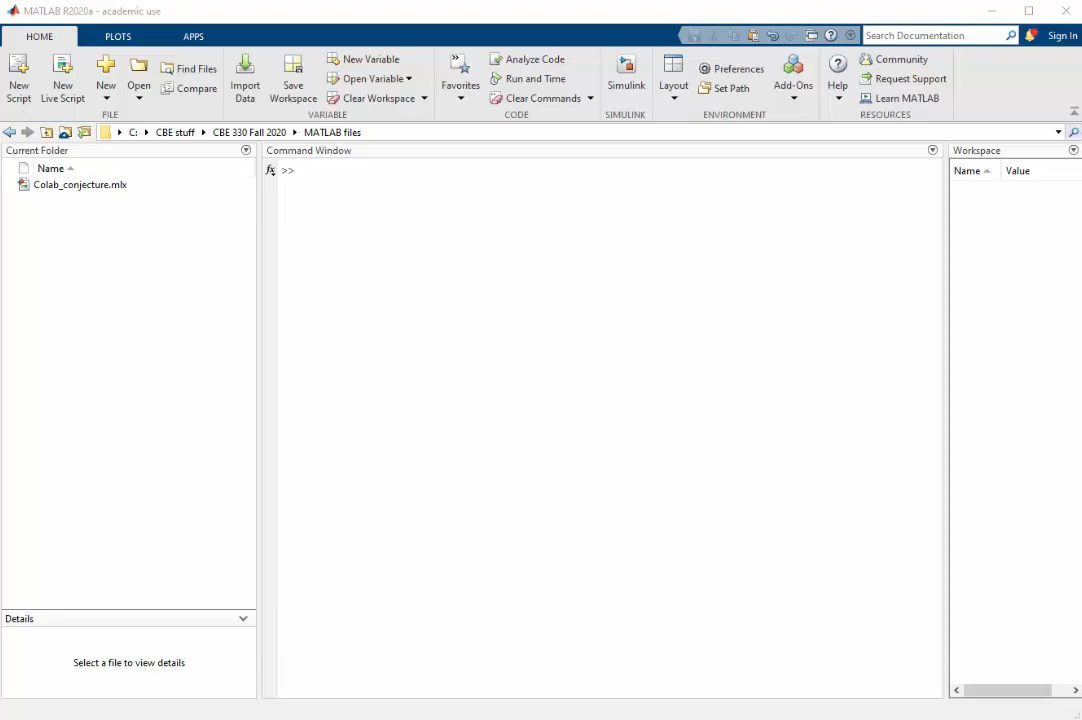 MATLAB R2020a - academic use
HOME PLOTS APPS Search Documentation Sign In
New Script New Live Script New Open Find Files Compare Import Data Save Workspace New Variable Open Variable Clear Workspace Favorites Analyze Code Run and Time Clear Commands Simulink Layout Preferences Set Path Add-Ons Help Community Request Support Learn MATLAB
FILE VARIABLE CODE SIMULINK ENVIRONMENT RESOURCES
C: CBE stuff CBE 330 Fall 2020 MATLAB files
Current Folder Command Window Workspace
Name fx >> Name Value
Colab_conjecture.mlx
Details
Select a file to view details